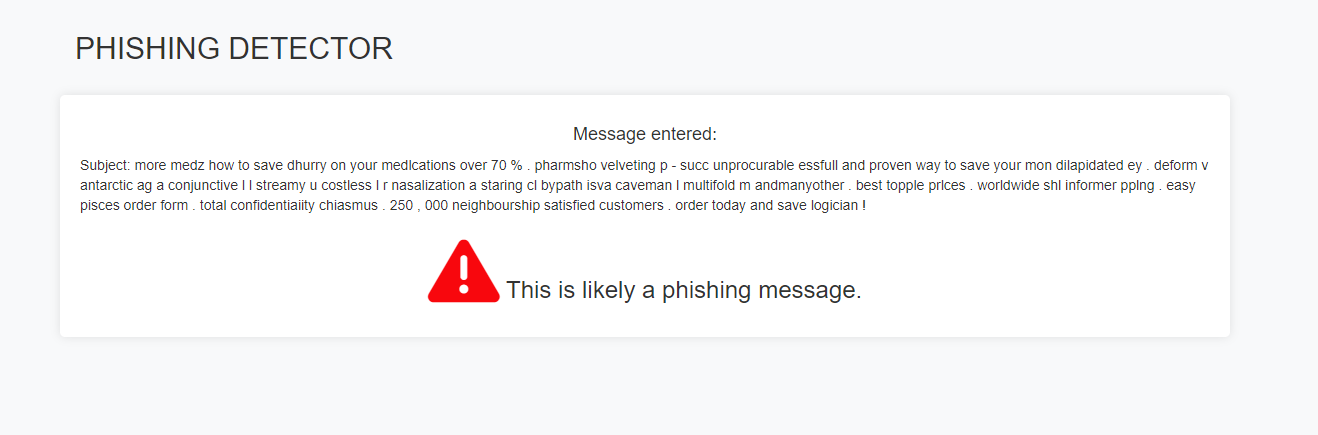 PHISHING DETECTOR
Message entered:
Subject: more medz how to save dhurry on your medlcations over 70 % . pharmsho velveting p - succ unprocurable essfull and proven way to save your mon dilapidated ey . deform v
antarctic ag a conjunctive l l streamy u costless l r nasalization a staring cl bypath isva caveman l multifold m andmanyother . best topple prlces . worldwide shl informer pplng . easy
pisces order form . total confidentiaiity chiasmus . 250 , 000 neighbourship satisfied customers . order today and save logician !
This is likely a phishing message.